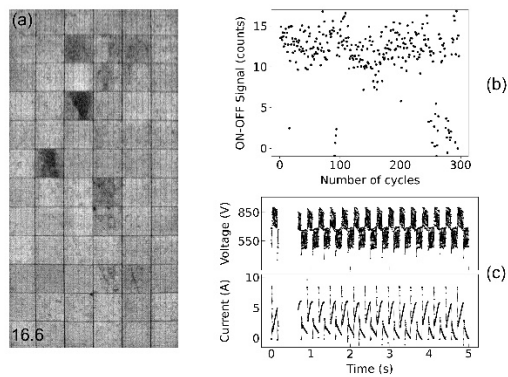 (a)
16.6
ON-OFF Signal (counts)
15
10
5
0
0 100 200 300
Number of cycles
(b)
Voltage (V)
850
550
(c)
Current (A)
10
5
0
0 1 2 3 4 5
Time (s)